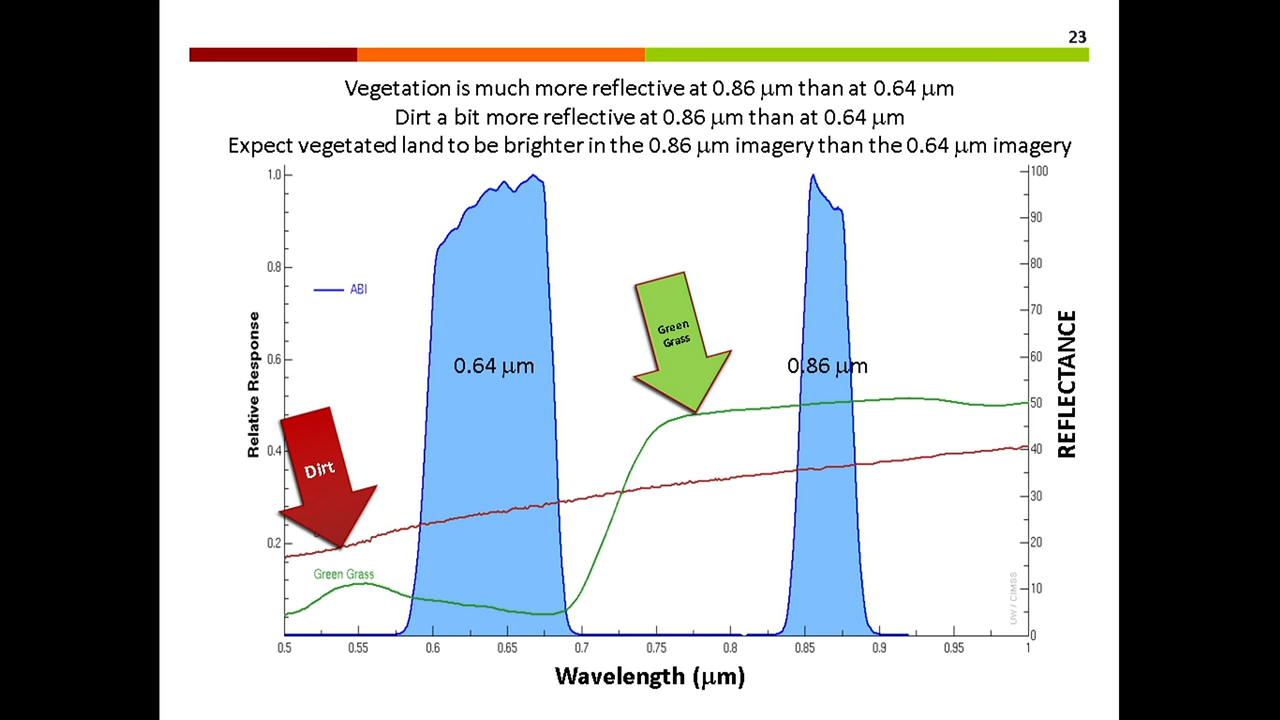 23
Vegetation is much more reflective at 0.86 μm than at 0.64 μm
Dirt a bit more reflective at 0.86 μm than at 0.64 μm
Expect vegetated land to be brighter in the 0.86 μm imagery than the 0.64 μm imagery
1.0
0.8
0.6
0.4
0.2
Relative Response
ABI
0.64 μm
0.86 μm
Green
Grass
Dirt
Green Grass
100
90
80
70
60
50
40
30
20
10
0
REFLECTANCE
UW / CIMSS
0.5 0.55 0.6 0.65 0.7 0.75 0.8 0.85 0.9 0.95 1
Wavelength (μm)